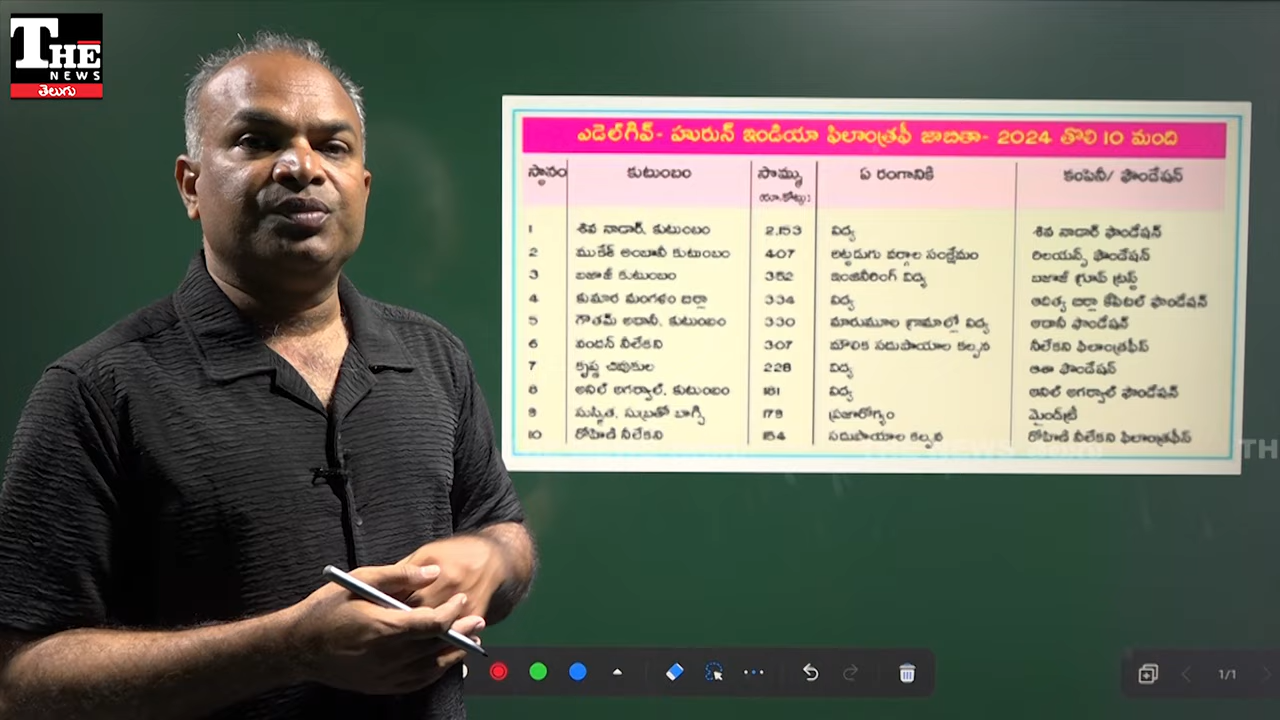 THE
NEWS
తెలుగు
ఎడెల్‌గివ్- హురున్ ఇండియా ఫిలాంత్రఫీ జాబితా- 2024 తొలి 10 మంది
స్థానం కుటుంబం సొమ్ము (రూ.కోట్లు) ఏ రంగానికి కంపెనీ/ ఫౌండేషన్
1 శివ నాడార్, కుటుంబం 2,153 విద్య శివ నాడార్ ఫౌండేషన్
2 ముకేశ్ అంబానీ కుటుంబం 407 అట్టడుగు వర్గాల సంక్షేమం రిలయన్స్ ఫౌండేషన్
3 బజాజ్ కుటుంబం 352 ఇంజినీరింగ్ విద్య బజాజ్ గ్రూప్ ట్రస్ట్
4 కుమార మంగళం బిర్లా 334 విద్య ఆదిత్య బిర్లా కేపిటల్ ఫౌండేషన్
5 గౌతమ్ అదానీ, కుటుంబం 330 మారుమూల గ్రామాల్లో విద్య అదానీ ఫౌండేషన్
6 నందన్ నీలేకని 307 మౌలిక సదుపాయాల కల్పన నీలేకని ఫిలాంత్రఫీస్
7 కృష్ణ చివుకుల 228 విద్య ఆశా ఫౌండేషన్
8 అనిల్ అగర్వాల్, కుటుంబం 181 విద్య అనిల్ అగర్వాల్ ఫౌండేషన్
9 సుస్మిత, సుబ్రతో బాగ్చి 179 ప్రజారోగ్యం మైండ్‌ట్రీ
10 రోహిణి నీలేకని 154 సదుపాయాల కల్పన రోహిణి నీలేకని ఫిలాంత్రఫీస్
1/1